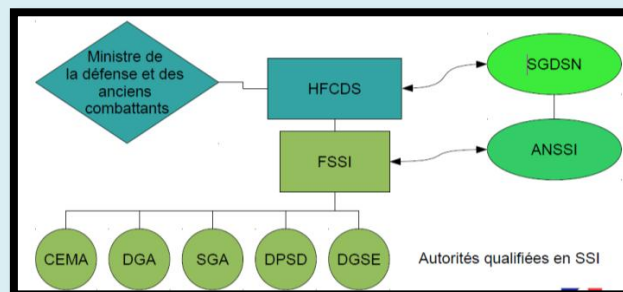 Ministre de
la défense et des
anciens
combattants
HFCDS
SGDSN
FSSI
ANSSI
CEMA
DGA
SGA
DPSD
DGSE
Autorités qualifiées en SSI